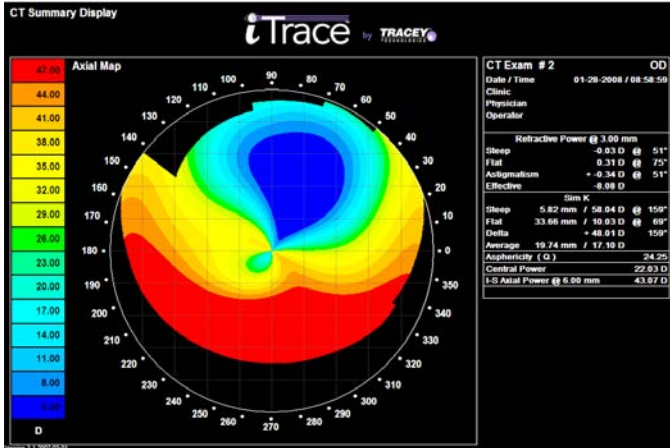 CT Summary Display
iTrace by TRACEY TECHNOLOGIES
Axial Map
47.00
44.00
41.00
38.00
35.00
32.00
29.00
26.00
23.00
20.00
17.00
14.00
11.00
8.00
D
90
80
70
60
50
40
30
20
10
0
350
340
330
320
310
300
290
280
270
260
250
240
230
220
210
200
190
180
170
160
150
140
130
120
110
100
CT Exam # 2 OD
Date / Time 01-28-2008 / 08:58:59
Clinic
Physician
Operator
Refractive Power @ 3.00 mm
Steep -0.03 D @ 51°
Flat 0.31 D @ 75°
Astigmatism + -0.34 D @ 51°
Effective -8.08 D
Sim K
Steep 5.82 mm / 58.04 D @ 159°
Flat 33.66 mm / 10.03 D @ 69°
Delta + 48.01 D 159°
Average 19.74 mm / 17.10 D
Asphericity ( Q ) 24.25
Central Power 22.03 D
I-S Axial Power @ 6.00 mm 43.07 D